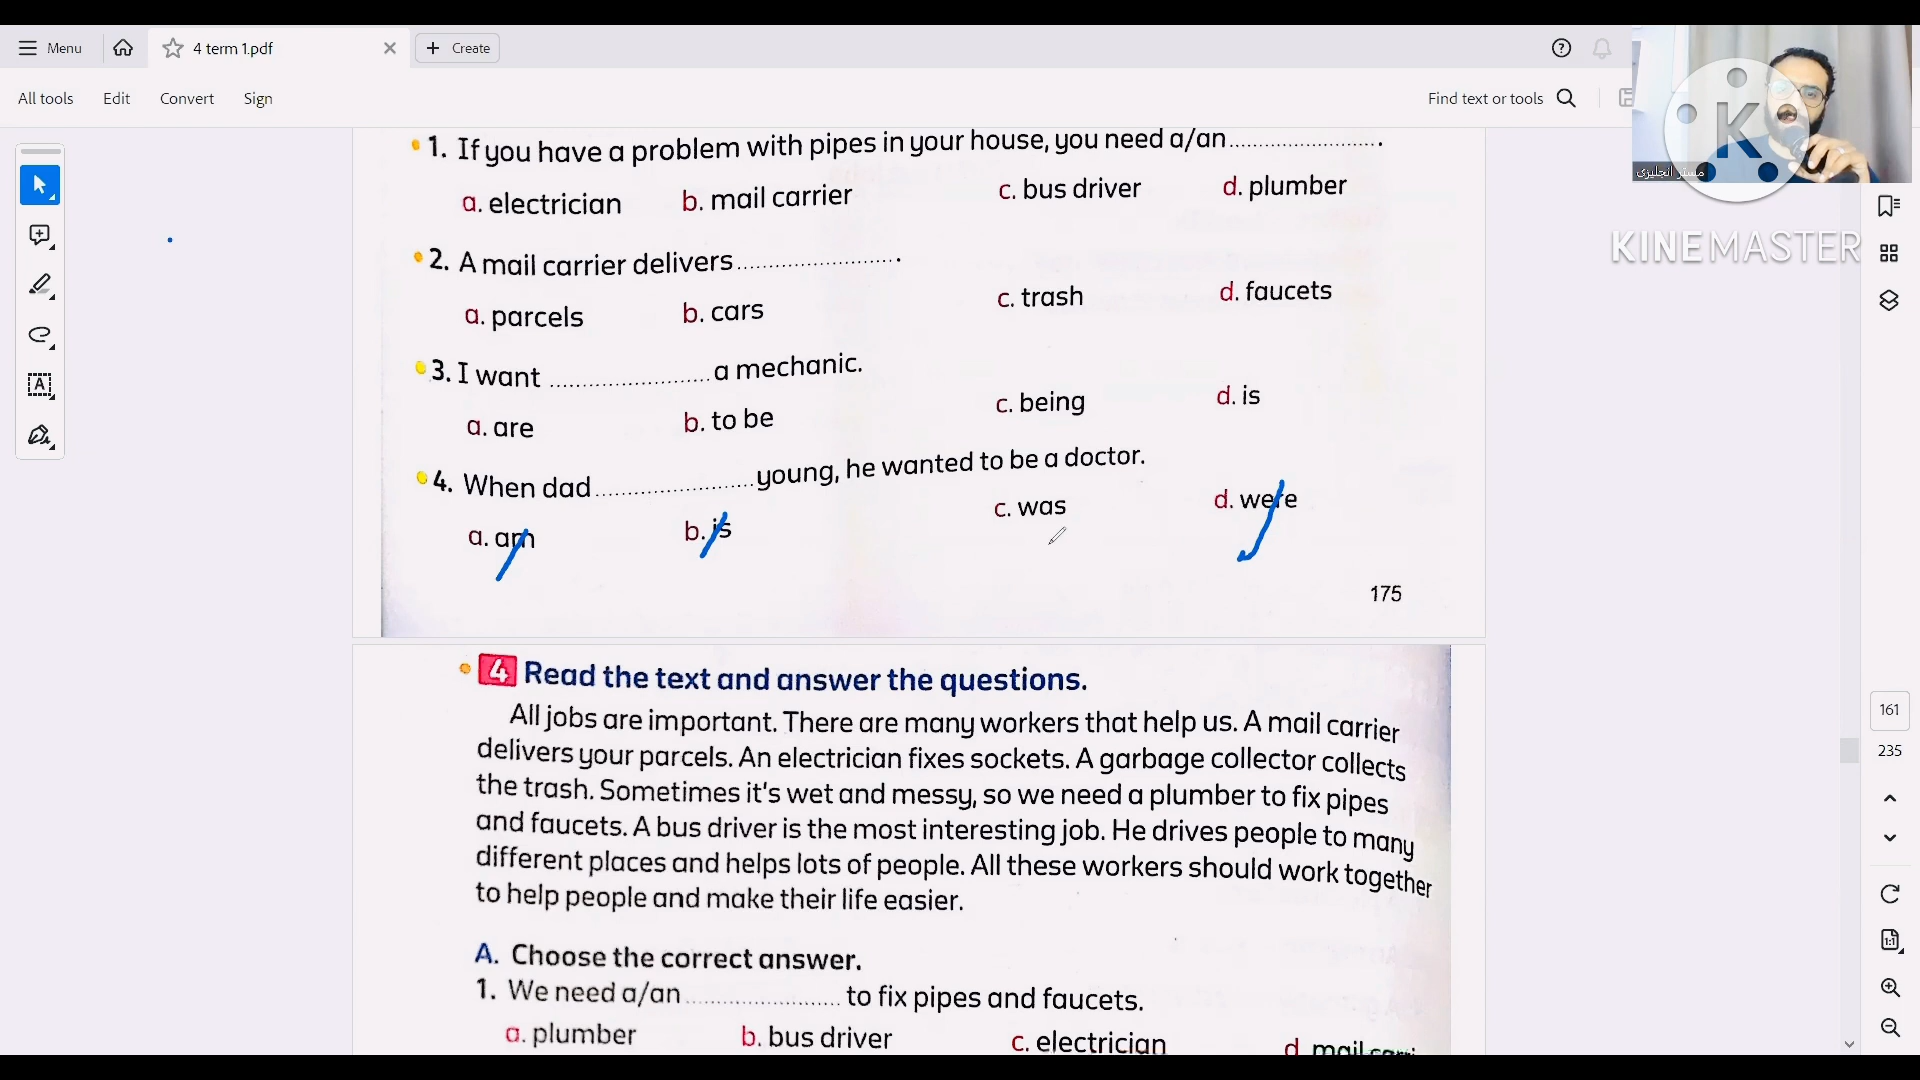 Menu
4 term 1.pdf
Create
All tools
Edit
Convert
Sign
Find text or tools
K
مستر انجليزى
KINEMASTER
1. If you have a problem with pipes in your house, you need a/an ........................ .
a. electrician b. mail carrier c. bus driver d. plumber
2. A mail carrier delivers ........................ .
a. parcels b. cars c. trash d. faucets
3. I want ........................ a mechanic.
a. are b. to be c. being d. is
4. When dad ........................ young, he wanted to be a doctor.
a. am b. is c. was d. were
175
4 Read the text and answer the questions.
All jobs are important. There are many workers that help us. A mail carrier
delivers your parcels. An electrician fixes sockets. A garbage collector collects
the trash. Sometimes it's wet and messy, so we need a plumber to fix pipes
and faucets. A bus driver is the most interesting job. He drives people to many
different places and helps lots of people. All these workers should work together
to help people and make their life easier.
A. Choose the correct answer.
1. We need a/an ........................ to fix pipes and faucets.
a. plumber b. bus driver c. electrician d. mail carri
161
235
1:1